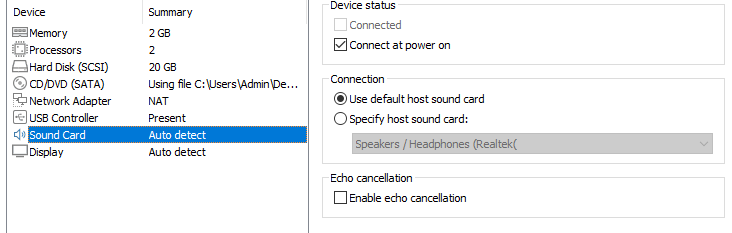 Device Summary
Memory 2 GB
Processors 2
Hard Disk (SCSI) 20 GB
CD/DVD (SATA) Using file C:\Users\Admin\De...
Network Adapter NAT
USB Controller Present
Sound Card Auto detect
Display Auto detect
Device status
Connected
Connect at power on
Connection
Use default host sound card
Specify host sound card:
Speakers / Headphones (Realtek(
Echo cancellation
Enable echo cancellation